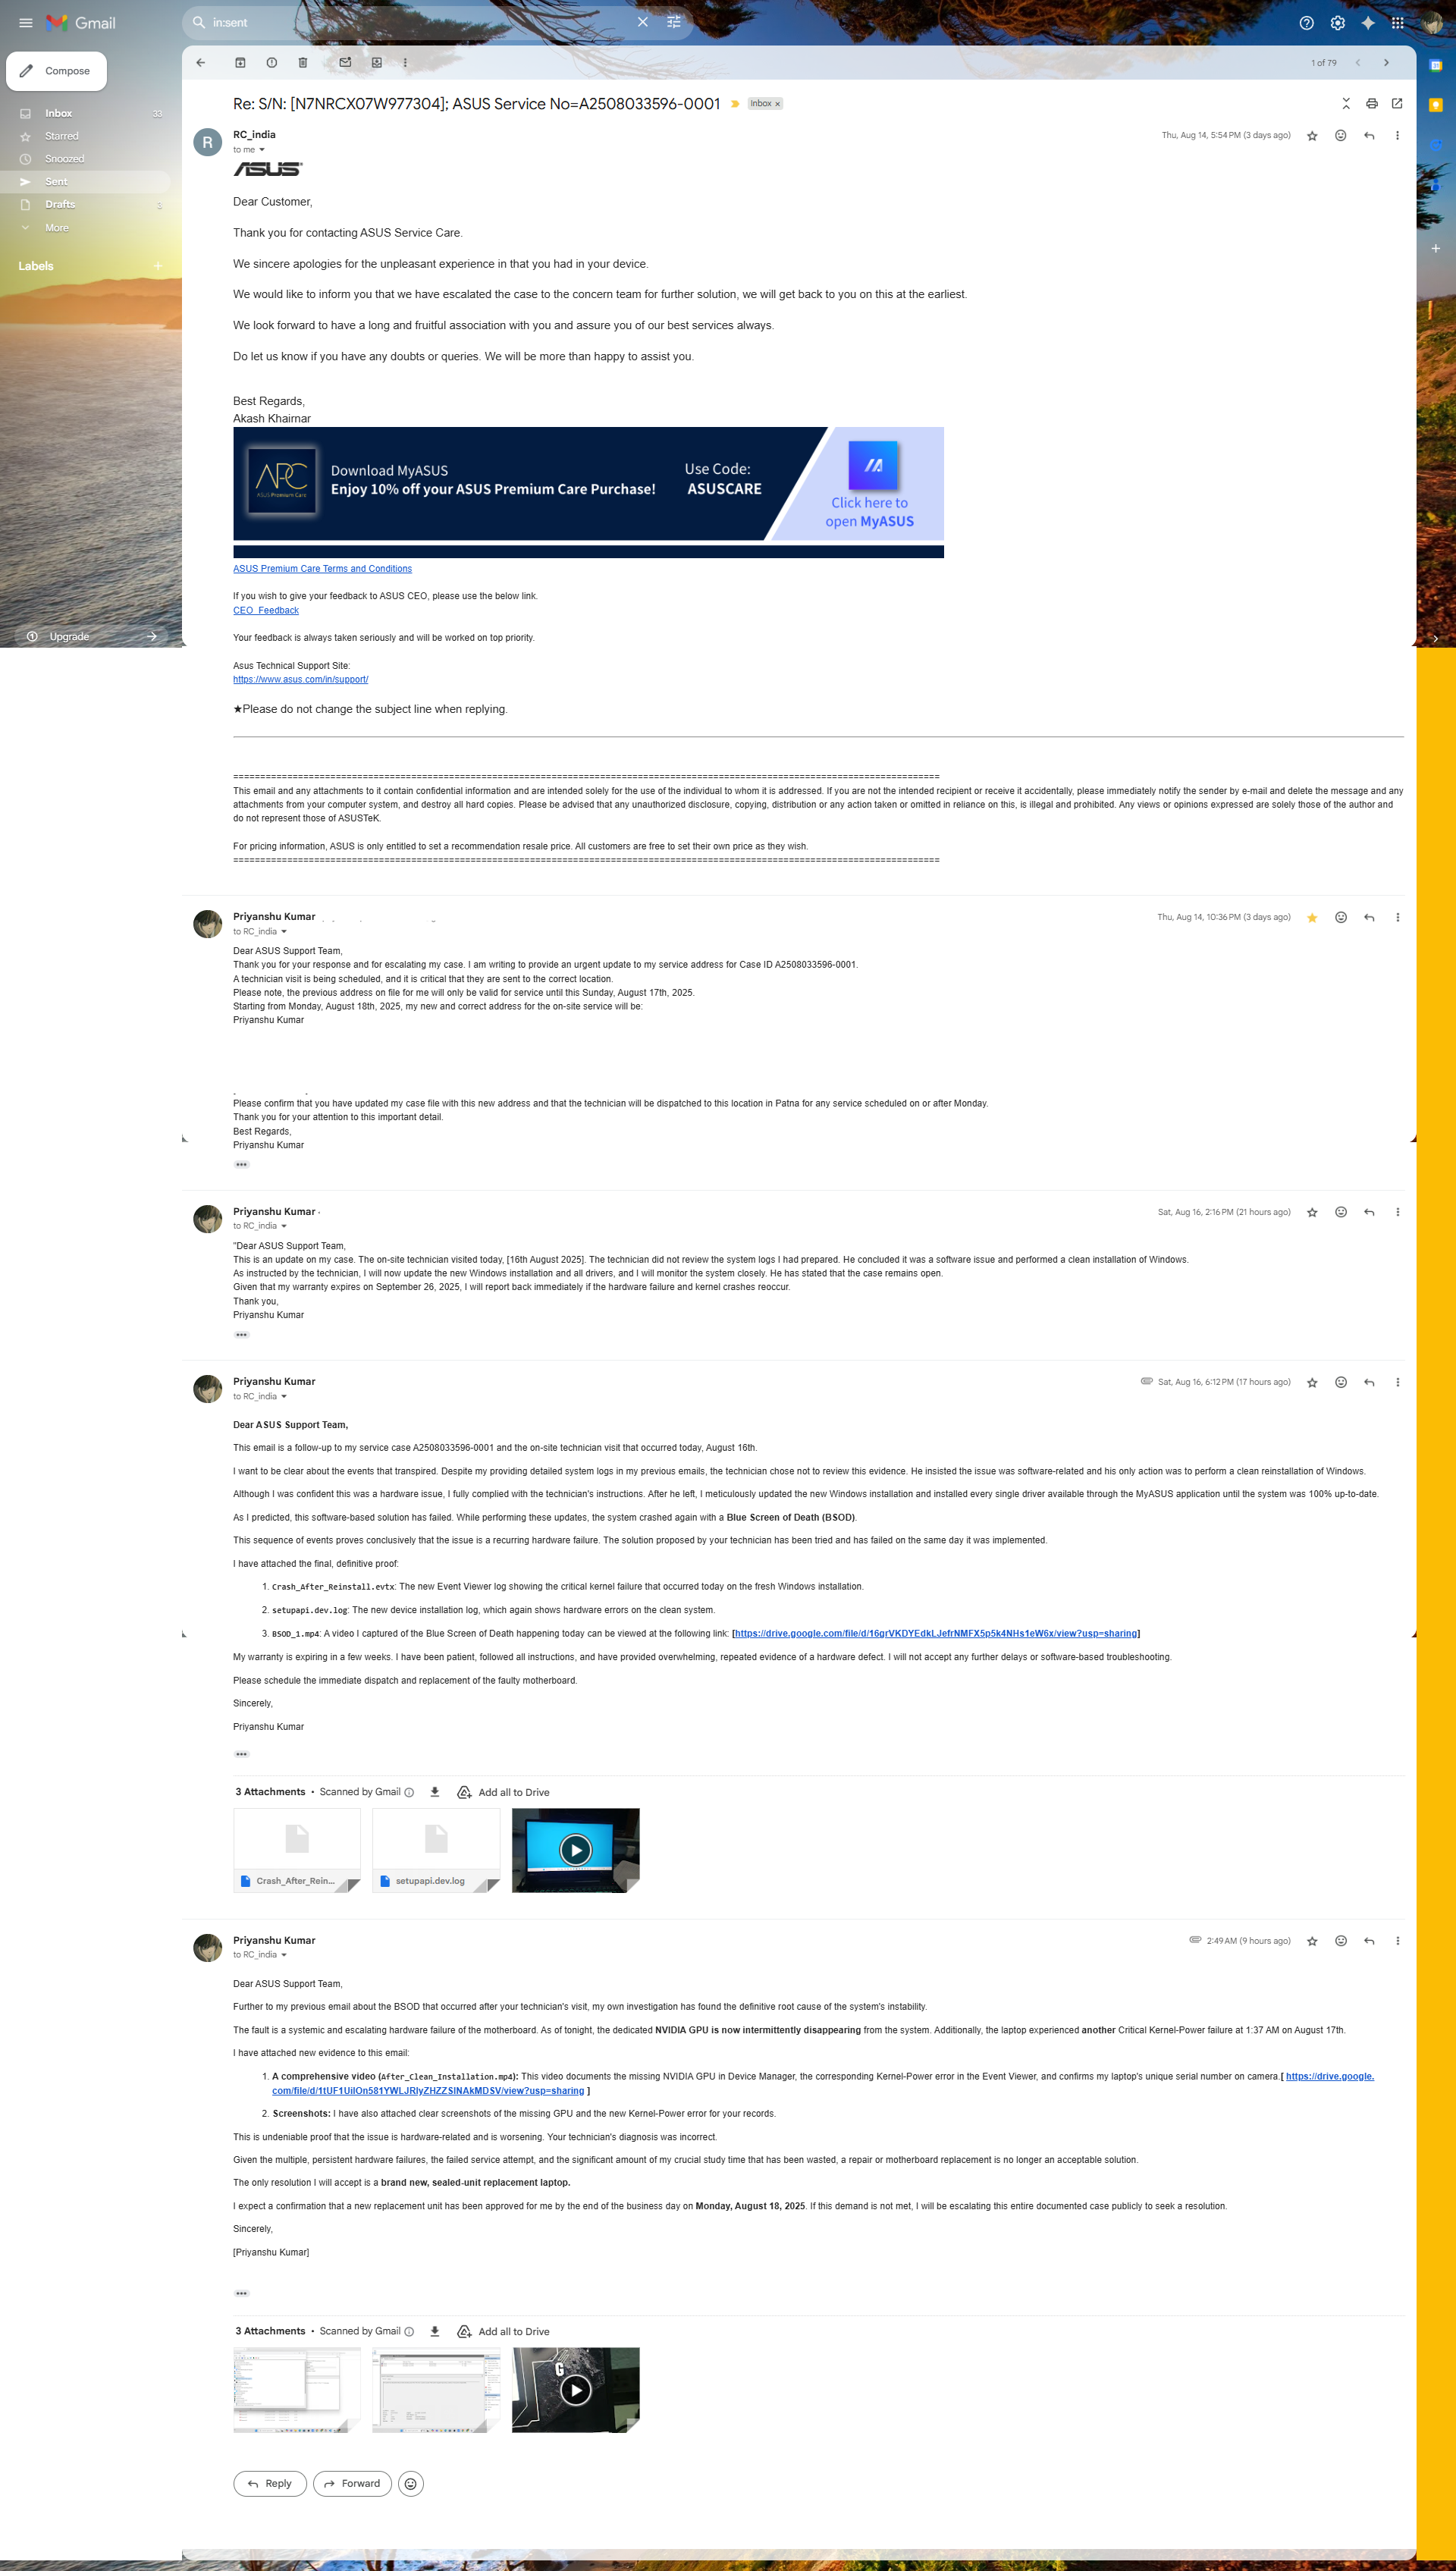 Gmail
in:sent
Compose
Inbox 33
Starred
Snoozed
Sent
Drafts 3
More
Labels
Upgrade
1 of 79
Re: S/N: [N7NRCX07W977304]; ASUS Service No=A2508033596-0001 Inbox x
RC_india Thu, Aug 14, 5:54 PM (3 days ago)
to me
ASUS
Dear Customer,
Thank you for contacting ASUS Service Care.
We sincere apologies for the unpleasant experience in that you had in your device.
We would like to inform you that we have escalated the case to the concern team for further solution, we will get back to you on this at the earliest.
We look forward to have a long and fruitful association with you and assure you of our best services always.
Do let us know if you have any doubts or queries. We will be more than happy to assist you.
Best Regards,
Akash Khairnar
APC
ASUS Premium Care
Download MyASUS
Enjoy 10% off your ASUS Premium Care Purchase!
Use Code:
ASUSCARE
Click here to
open MyASUS
ASUS Premium Care Terms and Conditions
If you wish to give your feedback to ASUS CEO, please use the below link.
CEO_Feedback
Your feedback is always taken seriously and will be worked on top priority.
Asus Technical Support Site:
https://www.asus.com/in/support/
★Please do not change the subject line when replying.
This email and any attachments to it contain confidential information and are intended solely for the use of the individual to whom it is addressed. If you are not the intended recipient or receive it accidentally, please immediately notify the sender by e-mail and delete the message and any
attachments from your computer system, and destroy all hard copies. Please be advised that any unauthorized disclosure, copying, distribution or any action taken or omitted in reliance on this, is illegal and prohibited. Any views or opinions expressed are solely those of the author and
do not represent those of ASUSTeK.
For pricing information, ASUS is only entitled to set a recommendation resale price. All customers are free to set their own price as they wish.
Priyanshu Kumar Thu, Aug 14, 10:36 PM (3 days ago)
to RC_india
Dear ASUS Support Team,
Thank you for your response and for escalating my case. I am writing to provide an urgent update to my service address for Case ID A2508033596-0001.
A technician visit is being scheduled, and it is critical that they are sent to the correct location.
Please note, the previous address on file for me will only be valid for service until this Sunday, August 17th, 2025.
Starting from Monday, August 18th, 2025, my new and correct address for the on-site service will be:
Priyanshu Kumar
Please confirm that you have updated my case file with this new address and that the technician will be dispatched to this location in Patna for any service scheduled on or after Monday.
Thank you for your attention to this important detail.
Best Regards,
Priyanshu Kumar
Priyanshu Kumar Sat, Aug 16, 2:16 PM (21 hours ago)
to RC_india
"Dear ASUS Support Team,
This is an update on my case. The on-site technician visited today, [16th August 2025]. The technician did not review the system logs I had prepared. He concluded it was a software issue and performed a clean installation of Windows.
As instructed by the technician, I will now update the new Windows installation and all drivers, and I will monitor the system closely. He has stated that the case remains open.
Given that my warranty expires on September 26, 2025, I will report back immediately if the hardware failure and kernel crashes reoccur.
Thank you,
Priyanshu Kumar
Priyanshu Kumar Sat, Aug 16, 6:12 PM (17 hours ago)
to RC_india
Dear ASUS Support Team,
This email is a follow-up to my service case A2508033596-0001 and the on-site technician visit that occurred today, August 16th.
I want to be clear about the events that transpired. Despite my providing detailed system logs in my previous emails, the technician chose not to review this evidence. He insisted the issue was software-related and his only action was to perform a clean reinstallation of Windows.
Although I was confident this was a hardware issue, I fully complied with the technician's instructions. After he left, I meticulously updated the new Windows installation and installed every single driver available through the MyASUS application until the system was 100% up-to-date.
As I predicted, this software-based solution has failed. While performing these updates, the system crashed again with a Blue Screen of Death (BSOD).
This sequence of events proves conclusively that the issue is a recurring hardware failure. The solution proposed by your technician has been tried and has failed on the same day it was implemented.
I have attached the final, definitive proof:
1. Crash_After_Reinstall.evtx: The new Event Viewer log showing the critical kernel failure that occurred today on the fresh Windows installation.
2. setupapi.dev.log: The new device installation log, which again shows hardware errors on the clean system.
3. BSOD_1.mp4: A video I captured of the Blue Screen of Death happening today can be viewed at the following link: [https://drive.google.com/file/d/16grVKDYEdkLJefrNMFX5p5k4NHs1eW6x/view?usp=sharing]
My warranty is expiring in a few weeks. I have been patient, followed all instructions, and have provided overwhelming, repeated evidence of a hardware defect. I will not accept any further delays or software-based troubleshooting.
Please schedule the immediate dispatch and replacement of the faulty motherboard.
Sincerely,
Priyanshu Kumar
3 Attachments • Scanned by Gmail Add all to Drive
Crash_After_Rein... setupapi.dev.log
Priyanshu Kumar 2:49 AM (9 hours ago)
to RC_india
Dear ASUS Support Team,
Further to my previous email about the BSOD that occurred after your technician's visit, my own investigation has found the definitive root cause of the system's instability.
The fault is a systemic and escalating hardware failure of the motherboard. As of tonight, the dedicated NVIDIA GPU is now intermittently disappearing from the system. Additionally, the laptop experienced another Critical Kernel-Power failure at 1:37 AM on August 17th.
I have attached new evidence to this email:
1. A comprehensive video (After_Clean_Installation.mp4): This video documents the missing NVIDIA GPU in Device Manager, the corresponding Kernel-Power error in the Event Viewer, and confirms my laptop's unique serial number on camera.[ https://drive.google.
com/file/d/1tUF1UilOn581YWLJRIyZHZZSINAkMDSV/view?usp=sharing ]
2. Screenshots: I have also attached clear screenshots of the missing GPU and the new Kernel-Power error for your records.
This is undeniable proof that the issue is hardware-related and is worsening. Your technician's diagnosis was incorrect.
Given the multiple, persistent hardware failures, the failed service attempt, and the significant amount of my crucial study time that has been wasted, a repair or motherboard replacement is no longer an acceptable solution.
The only resolution I will accept is a brand new, sealed-unit replacement laptop.
I expect a confirmation that a new replacement unit has been approved for me by the end of the business day on Monday, August 18, 2025. If this demand is not met, I will be escalating this entire documented case publicly to seek a resolution.
Sincerely,
[Priyanshu Kumar]
3 Attachments • Scanned by Gmail Add all to Drive
G
Reply Forward